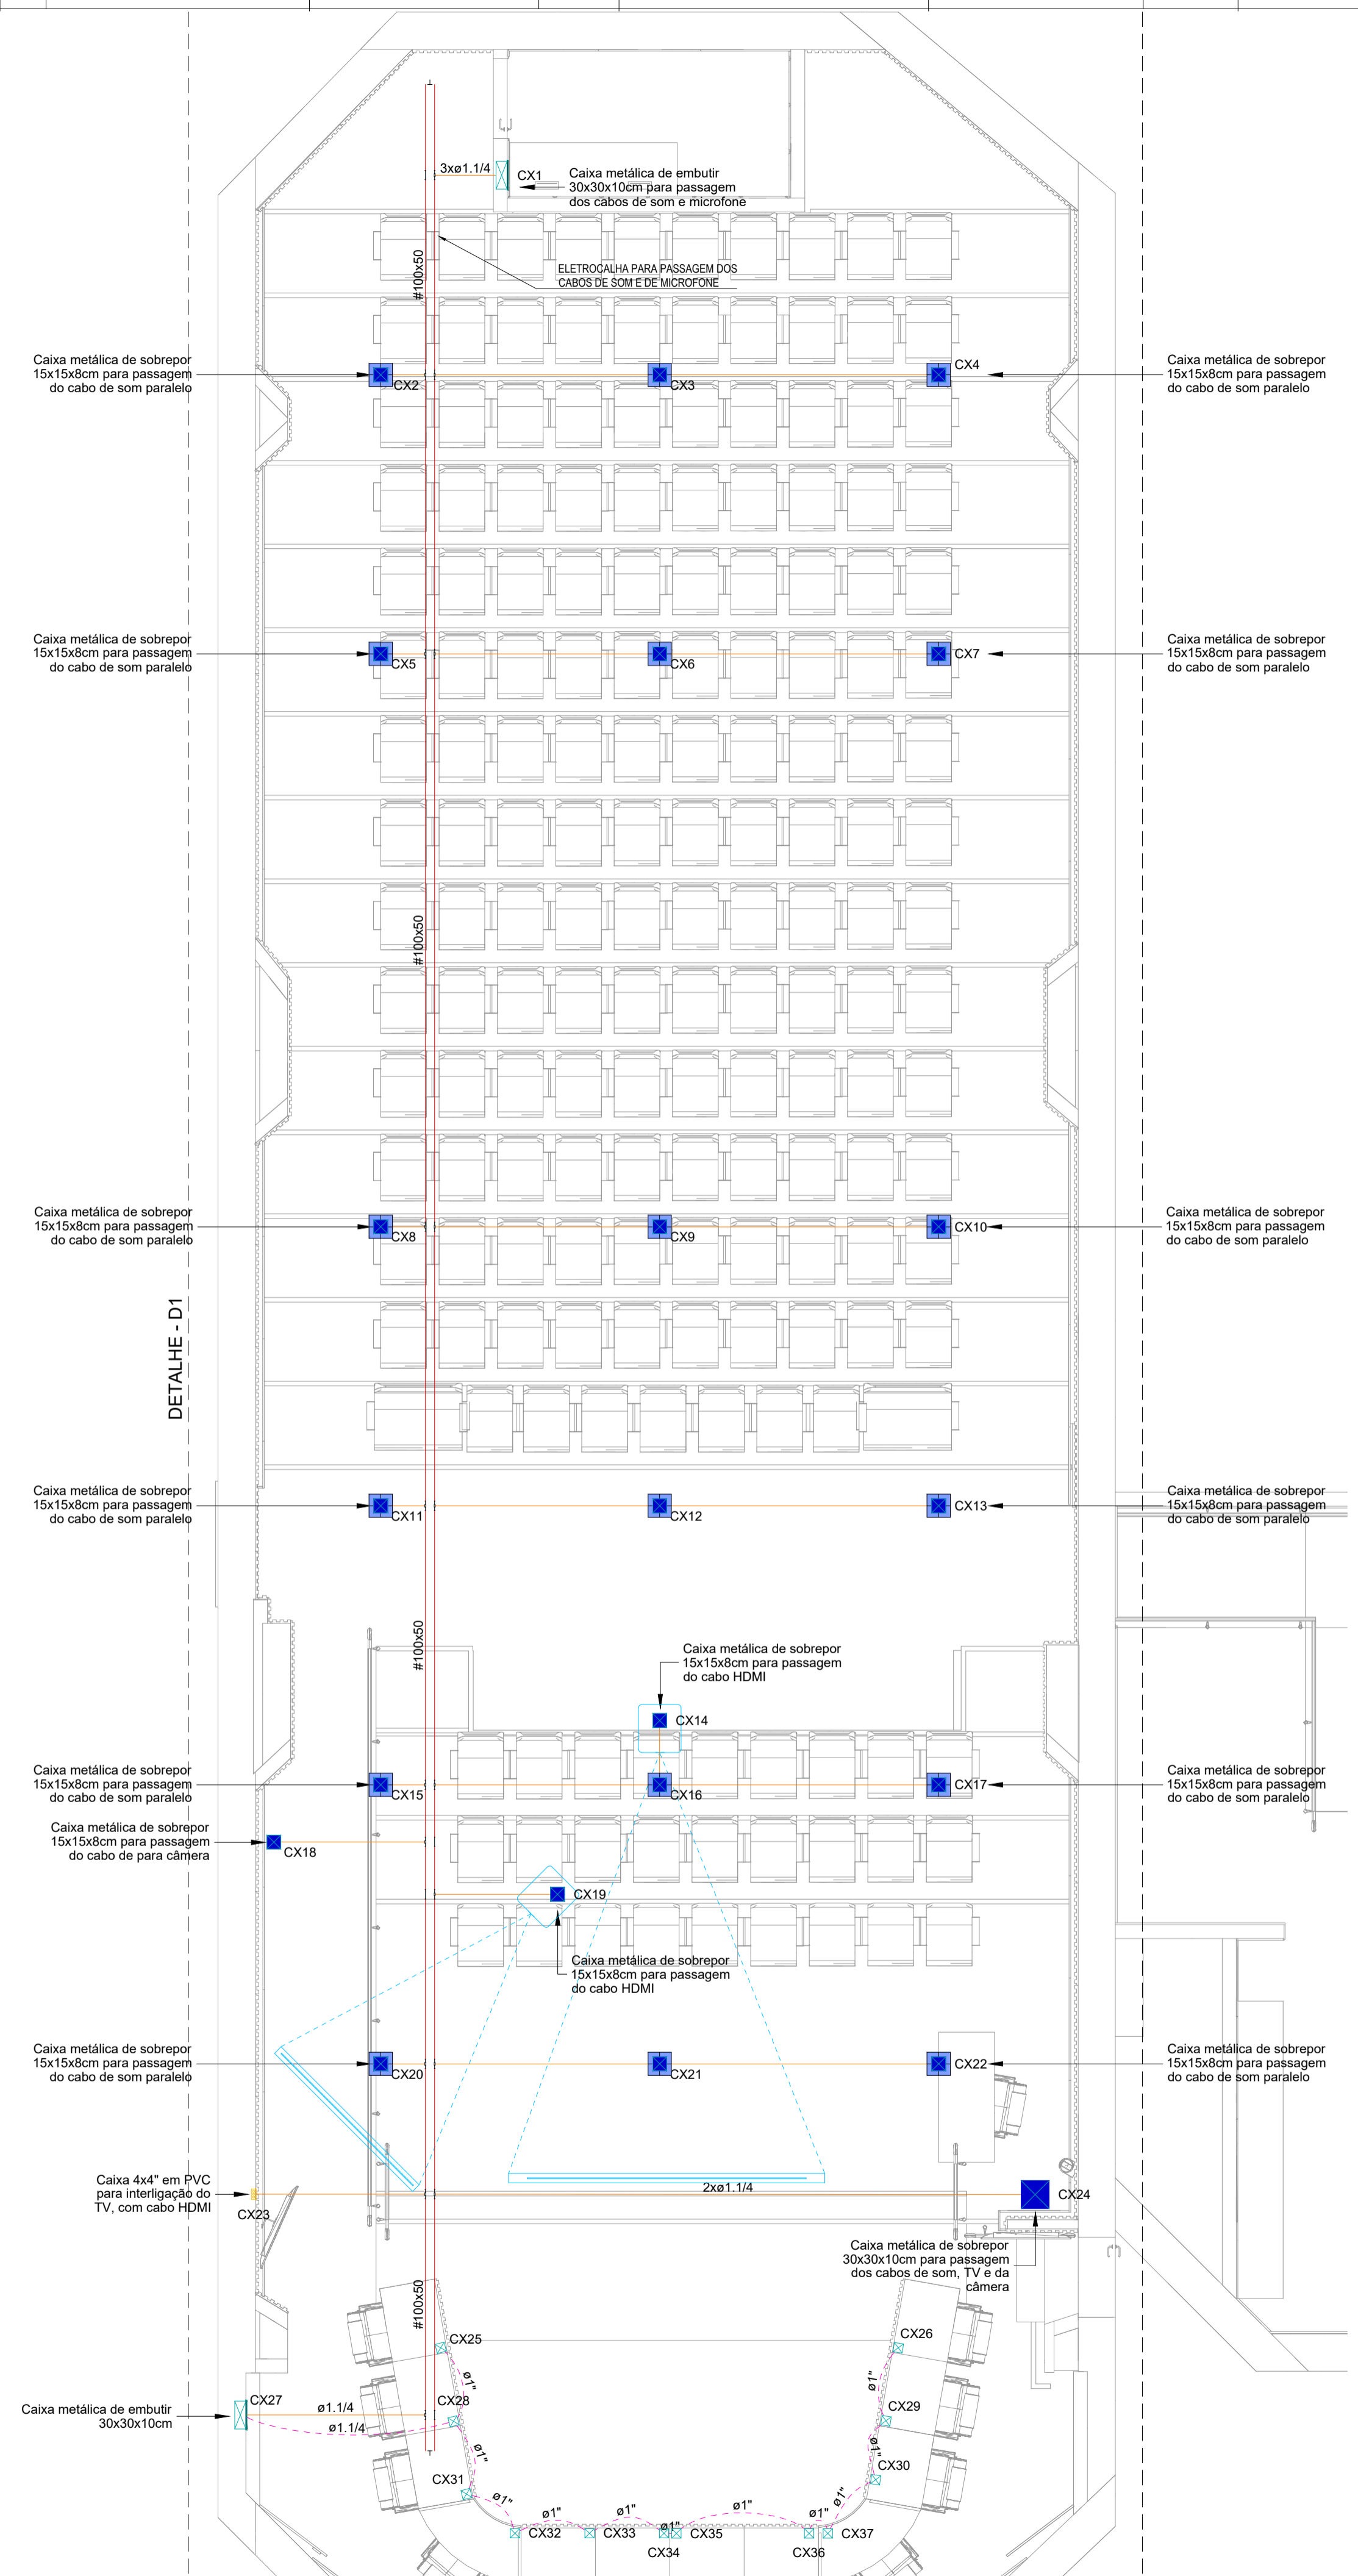 3xø1.1/4
CX1
Caixa metálica de embutir
30x30x10cm para passagem
dos cabos de som e microfone
#100x50
ELETROCALHA PARA PASSAGEM DOS
CABOS DE SOM E DE MICROFONE
Caixa metálica de sobrepor
15x15x8cm para passagem
do cabo de som paralelo
CX2
CX3
CX4
Caixa metálica de sobrepor
15x15x8cm para passagem
do cabo de som paralelo
Caixa metálica de sobrepor
15x15x8cm para passagem
do cabo de som paralelo
CX5
CX6
CX7
Caixa metálica de sobrepor
15x15x8cm para passagem
do cabo de som paralelo
#100x50
Caixa metálica de sobrepor
15x15x8cm para passagem
do cabo de som paralelo
CX8
CX9
CX10
Caixa metálica de sobrepor
15x15x8cm para passagem
do cabo de som paralelo
DETALHE - D1
Caixa metálica de sobrepor
15x15x8cm para passagem
do cabo de som paralelo
CX11
CX12
CX13
Caixa metálica de sobrepor
15x15x8cm para passagem
do cabo de som paralelo
#100x50
Caixa metálica de sobrepor
15x15x8cm para passagem
do cabo HDMI
CX14
Caixa metálica de sobrepor
15x15x8cm para passagem
do cabo de som paralelo
CX15
CX16
CX17
Caixa metálica de sobrepor
15x15x8cm para passagem
do cabo de som paralelo
Caixa metálica de sobrepor
15x15x8cm para passagem
do cabo de para câmera
CX18
CX19
Caixa metálica de sobrepor
15x15x8cm para passagem
do cabo HDMI
Caixa metálica de sobrepor
15x15x8cm para passagem
do cabo de som paralelo
CX20
CX21
CX22
Caixa metálica de sobrepor
15x15x8cm para passagem
do cabo de som paralelo
Caixa 4x4" em PVC
para interligação do
TV, com cabo HDMI
CX23
2xø1.1/4
CX24
Caixa metálica de sobrepor
30x30x10cm para passagem
dos cabos de som, TV e da
câmera
#100x50
CX25
CX26
ø1"
ø1"
Caixa metálica de embutir
30x30x10cm
CX27
ø1.1/4
ø1.1/4
CX28
CX29
ø1"
ø1"
CX31
CX30
ø1"
ø1"
ø1"
ø1"
ø1"
ø1"
ø1"
CX32
CX33
CX34
CX35
CX36
CX37